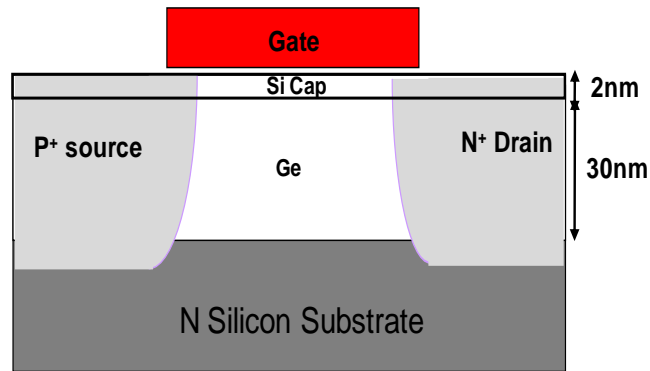 Gate
Si Cap
2nm
P+ source
N+ Drain
Ge
30nm
N Silicon Substrate